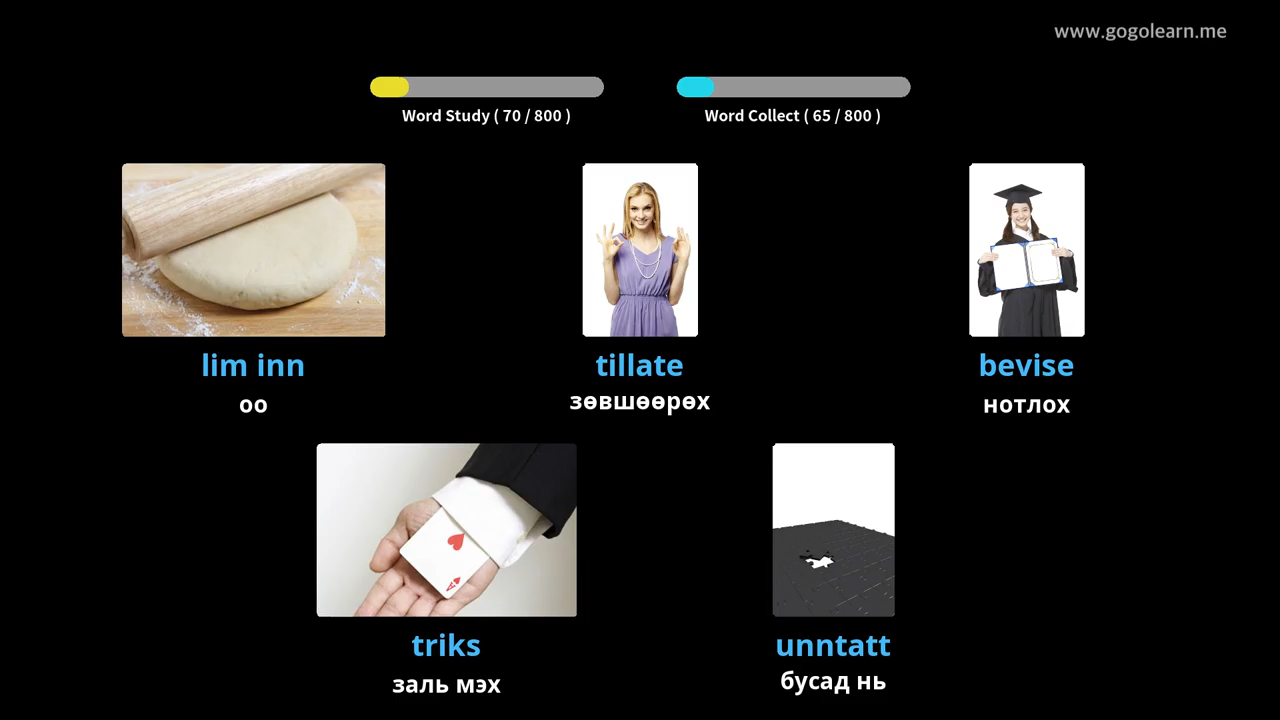 www.gogolearn.me
Word Study ( 70 / 800 )
Word Collect ( 65 / 800 )
lim inn
оо
tillate
зөвшөөрөх
bevise
нотлох
triks
заль мэх
unntatt
бусад нь